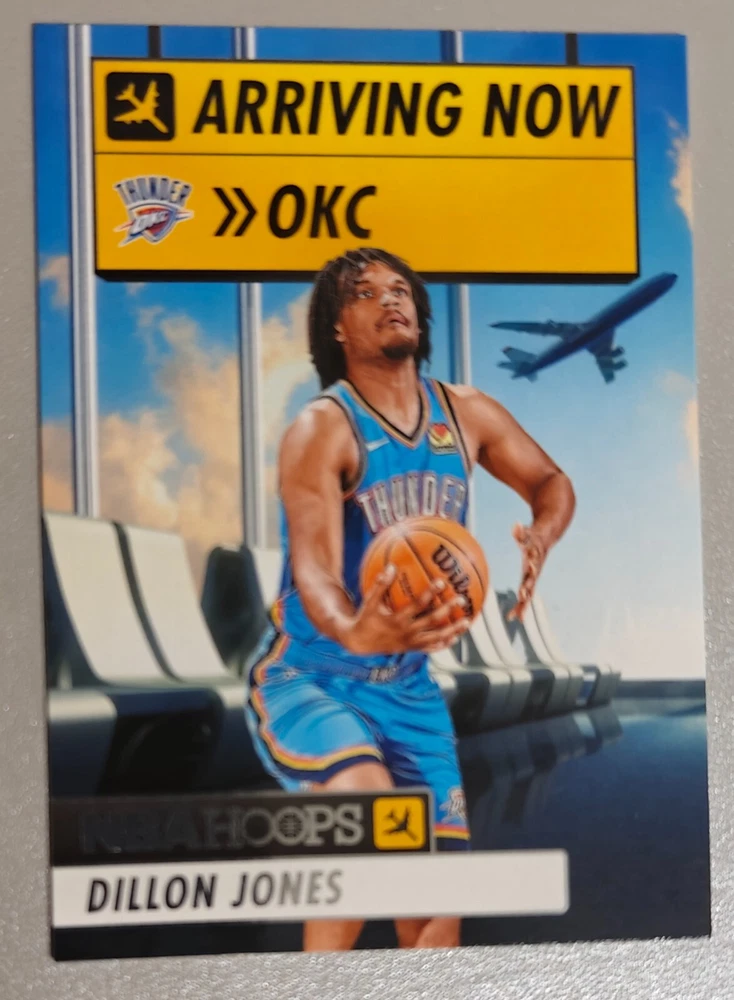 ARRIVING NOW
THUNDER
OKC
»OKC
THUNDER
Wilson
NBA HOOPS
DILLON JONES